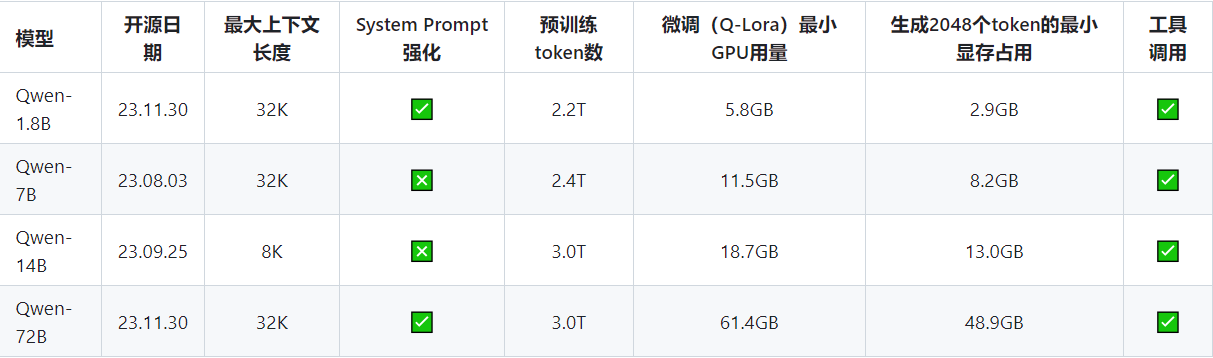 模型 开源日期 最大上下文长度 System Prompt强化 预训练token数 微调（Q-Lora）最小GPU用量 生成2048个token的最小显存占用 工具调用
Qwen-1.8B 23.11.30 32K ✅ 2.2T 5.8GB 2.9GB ✅
Qwen-7B 23.08.03 32K ❎ 2.4T 11.5GB 8.2GB ✅
Qwen-14B 23.09.25 8K ❎ 3.0T 18.7GB 13.0GB ✅
Qwen-72B 23.11.30 32K ✅ 3.0T 61.4GB 48.9GB ✅